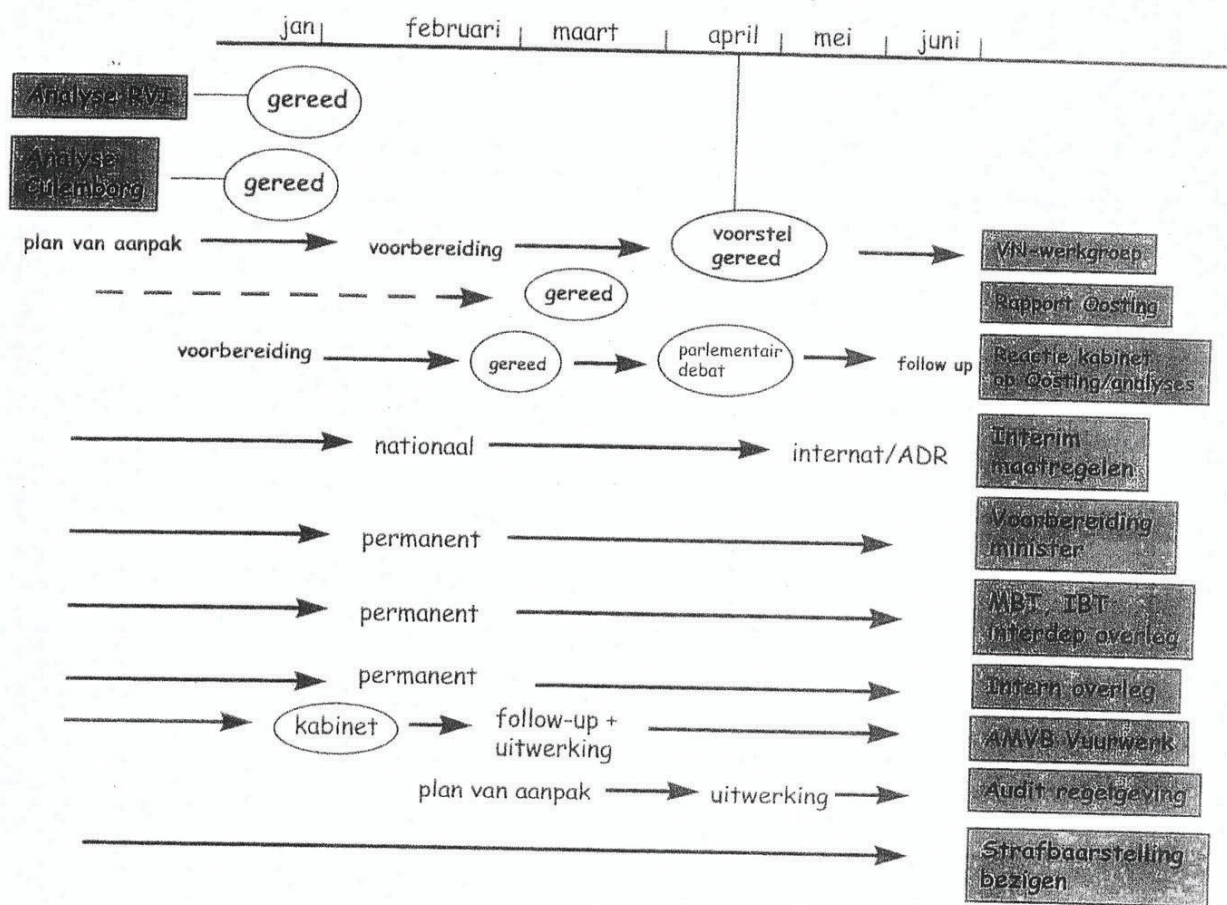 jan februari maart april mei juni
Analyse RVI gereed
Analyse
Culemborg
gereed
plan van aanpak voorbereiding voorstel
gereed
VN-werkgroep
gereed Rapport Oosting
voorbereiding gereed parlementair
debat
follow up Reactie kabinet
op Oosting/analyses
nationaal internat/ADR Interim
maatregelen
permanent Voorbereiding
minister
permanent MBT, IBT
interdep overleg
permanent Intern overleg
kabinet follow-up +
uitwerking
AMVB Vuurwerk
plan van aanpak uitwerking Audit regelgeving
Strafbaarstelling
bezigen